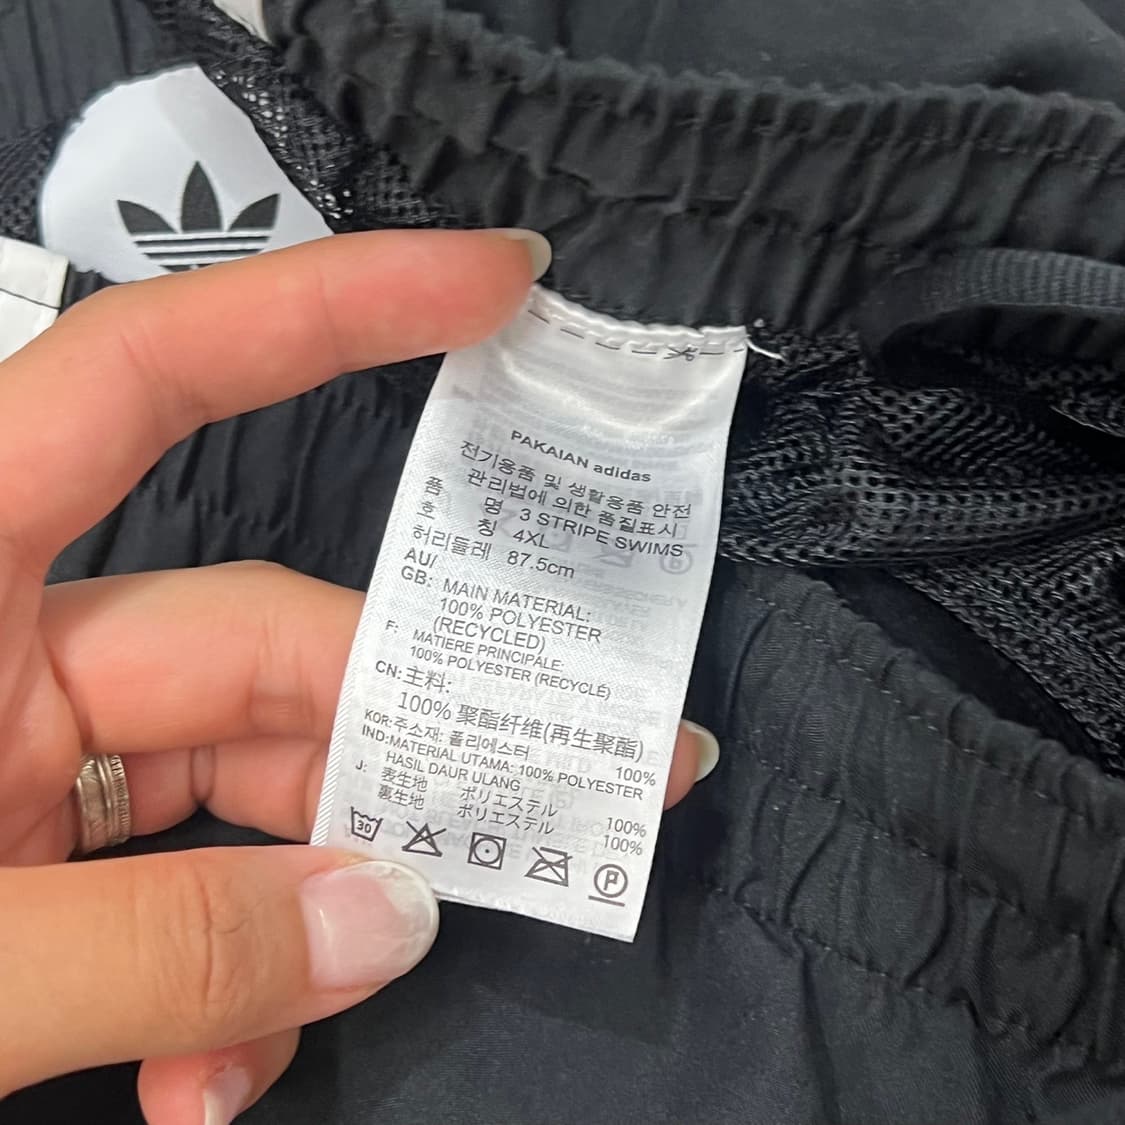 PAKAIAN adidas
전기용품 및 생활용품 안전
관리법에 의한 품질표시
품 명 3 STRIPE SWIMS
호 칭 4XL
허리둘레 87.5cm
AU/
GB: MAIN MATERIAL:
100% POLYESTER
(RECYCLED)
F: MATIERE PRINCIPALE:
100% POLYESTER (RECYCLÉ)
CN: 主料:
100% 聚酯纤维(再生聚酯)
KOR: 주소재: 폴리에스터 100%
IND: MATERIAL UTAMA: 100% POLYESTER
HASIL DAUR ULANG
J: 表生地 ポリエステル 100%
裏生地 ポリエステル 100%
30
P